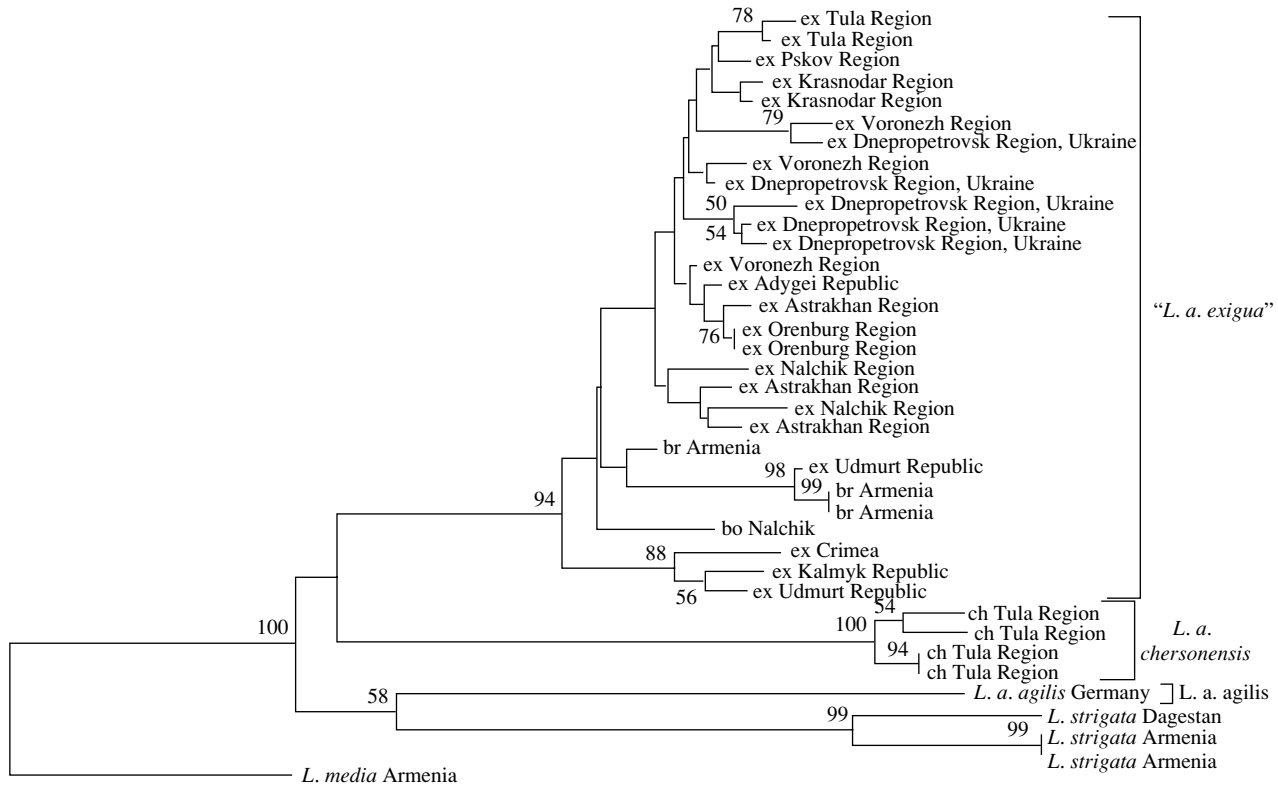 78
ex Tula Region
ex Tula Region
ex Pskov Region
ex Krasnodar Region
ex Krasnodar Region
79
ex Voronezh Region
ex Dnepropetrovsk Region, Ukraine
ex Voronezh Region
ex Dnepropetrovsk Region, Ukraine
50
ex Dnepropetrovsk Region, Ukraine
ex Dnepropetrovsk Region, Ukraine
54
ex Dnepropetrovsk Region, Ukraine
ex Voronezh Region
ex Adygei Republic
ex Astrakhan Region
“L. a. exigua”
ex Orenburg Region
76
ex Orenburg Region
ex Nalchik Region
ex Astrakhan Region
ex Nalchik Region
ex Astrakhan Region
br Armenia
98
ex Udmurt Republic
99
br Armenia
br Armenia
94
bo Nalchik
88
ex Crimea
ex Kalmyk Republic
56
ex Udmurt Republic
54
ch Tula Region
100
ch Tula Region
L. a.
chersonensis
94
ch Tula Region
ch Tula Region
100
58
L. a. agilis Germany
L. a. agilis
99
L. strigata Dagestan
99
L. strigata Armenia
L. strigata Armenia
L. media Armenia